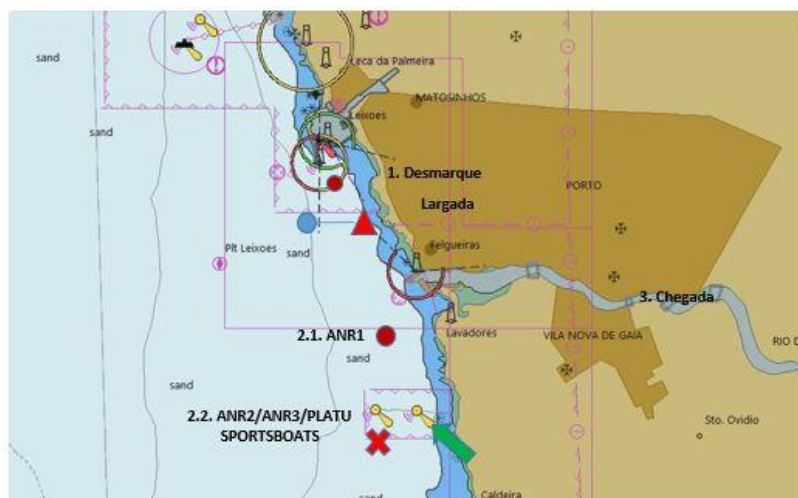 sand
Leca da Palmeira
MATOSINHOS
sand
Leixoes
1. Desmarque
Largada
PORTO
Plt Leixoes
sand
Felgueiras
3. Chegada
2.1. ANR1
Lavadores
VILA NOVA DE GAIA
RIO D
sand
sand
2.2. ANR2/ANR3/PLATU
SPORTSBOATS
Sto. Ovidio
sand
Caldeira